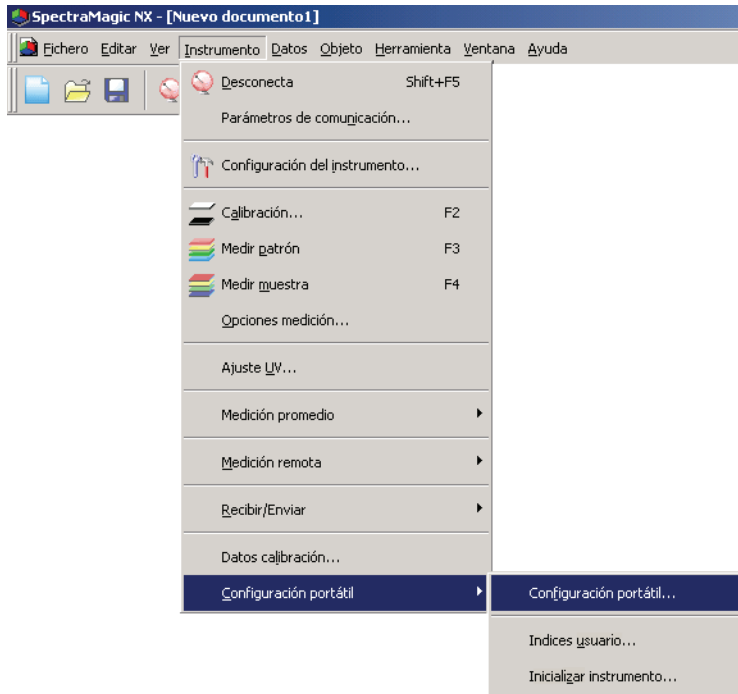 SpectraMagic NX - [Nuevo documento1]
Fichero Editar Ver Instrumento Datos Objeto Herramienta Ventana Ayuda
Desconecta Shift+F5
Parámetros de comunicación...
Configuración del instrumento...
Calibración... F2
Medir patrón F3
Medir muestra F4
Opciones medición...
Ajuste UV...
Medición promedio
Medición remota
Recibir/Enviar
Datos calibración...
Configuración portátil
Configuración portátil...
Indices usuario...
Inicializar instrumento...